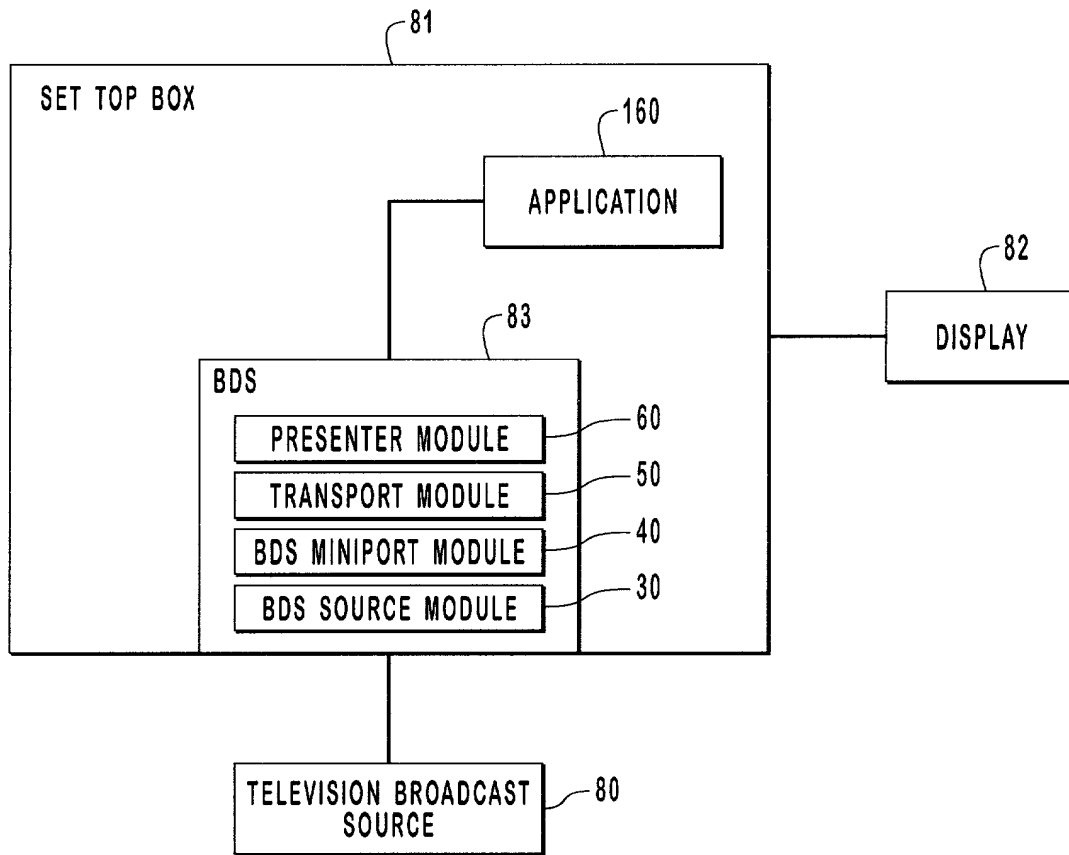 81
SET TOP BOX
160
APPLICATION
82
DISPLAY
83
BDS
PRESENTER MODULE
60
TRANSPORT MODULE
50
BDS MINIPORT MODULE
40
BDS SOURCE MODULE
30
TELEVISION BROADCAST
SOURCE
80